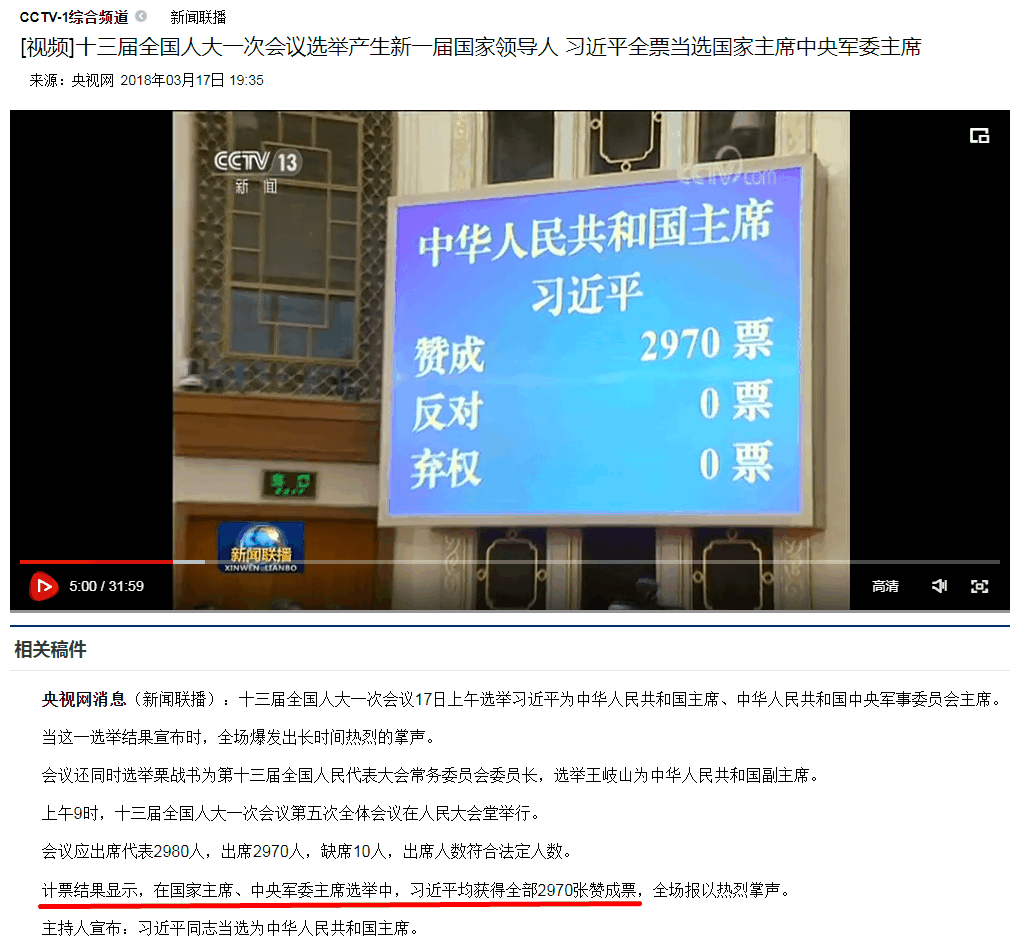 CCTV-1综合频道 新闻联播
[视频]十三届全国人大一次会议选举产生新一届国家领导人 习近平全票当选国家主席中央军委主席
来源：央视网 2018年03月17日 19:35
CCTV 13
新闻
CCTV.com
中华人民共和国主席
习近平
赞成 2970 票
反对 0 票
弃权 0 票
新闻联播
XINWEN LIANBO
5:00 / 31:59 高清
相关稿件
央视网消息（新闻联播）：十三届全国人大一次会议17日上午选举习近平为中华人民共和国主席、中华人民共和国中央军事委员会主席。
当这一选举结果宣布时，全场爆发出长时间热烈的掌声。
会议还同时选举栗战书为第十三届全国人民代表大会常务委员会委员长，选举王岐山为中华人民共和国副主席。
上午9时，十三届全国人大一次会议第五次全体会议在人民大会堂举行。
会议应出席代表2980人，出席2970人，缺席10人，出席人数符合法定人数。
计票结果显示，在国家主席、中央军委主席选举中，习近平均获得全部2970张赞成票，全场报以热烈掌声。
主持人宣布：习近平同志当选为中华人民共和国主席。